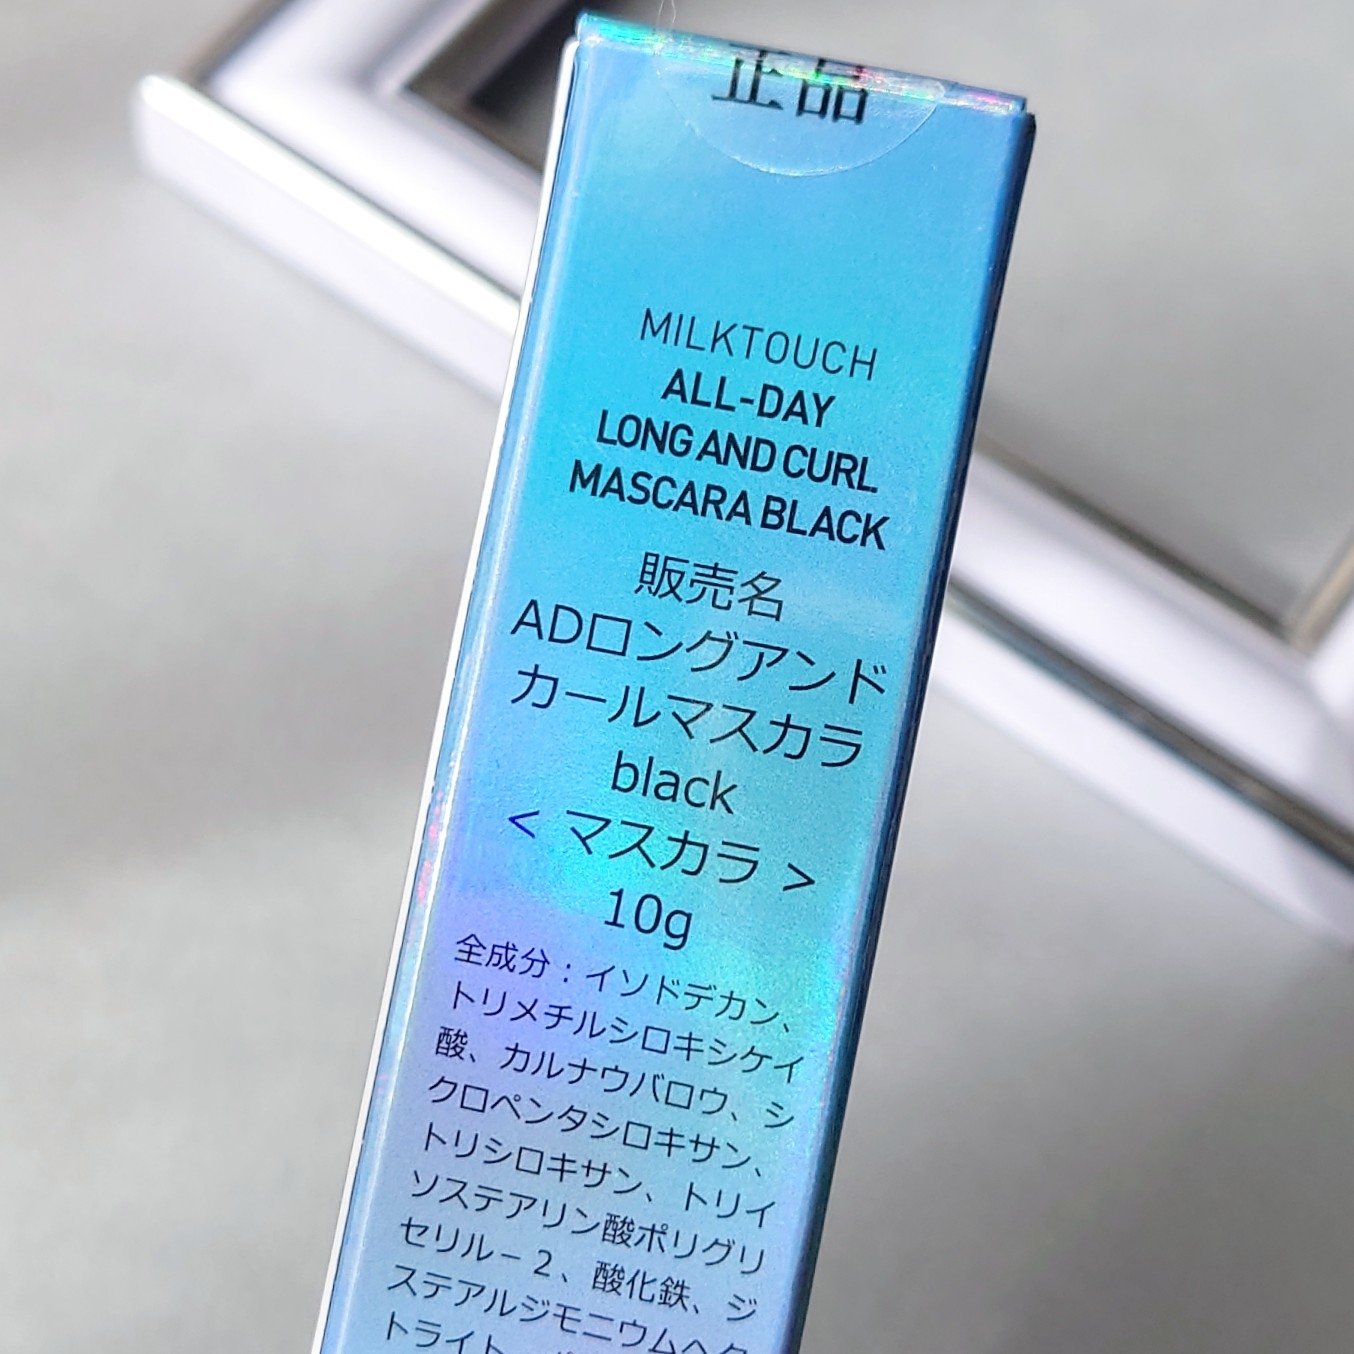 正品
MILKTOUCH
ALL-DAY
LONG AND CURL
MASCARA BLACK
販売名
ADロングアンド
カールマスカラ
black
< マスカラ >
10g
全成分：イソドデカン、
トリメチルシロキシケイ
酸、カルナウバロウ、シ
クロペンタシロキサン、
トリシロキサン、トリイ
ソステアリン酸ポリグリ
セリル－２、酸化鉄、ジ
ステアルジモニウムヘク
トライト、